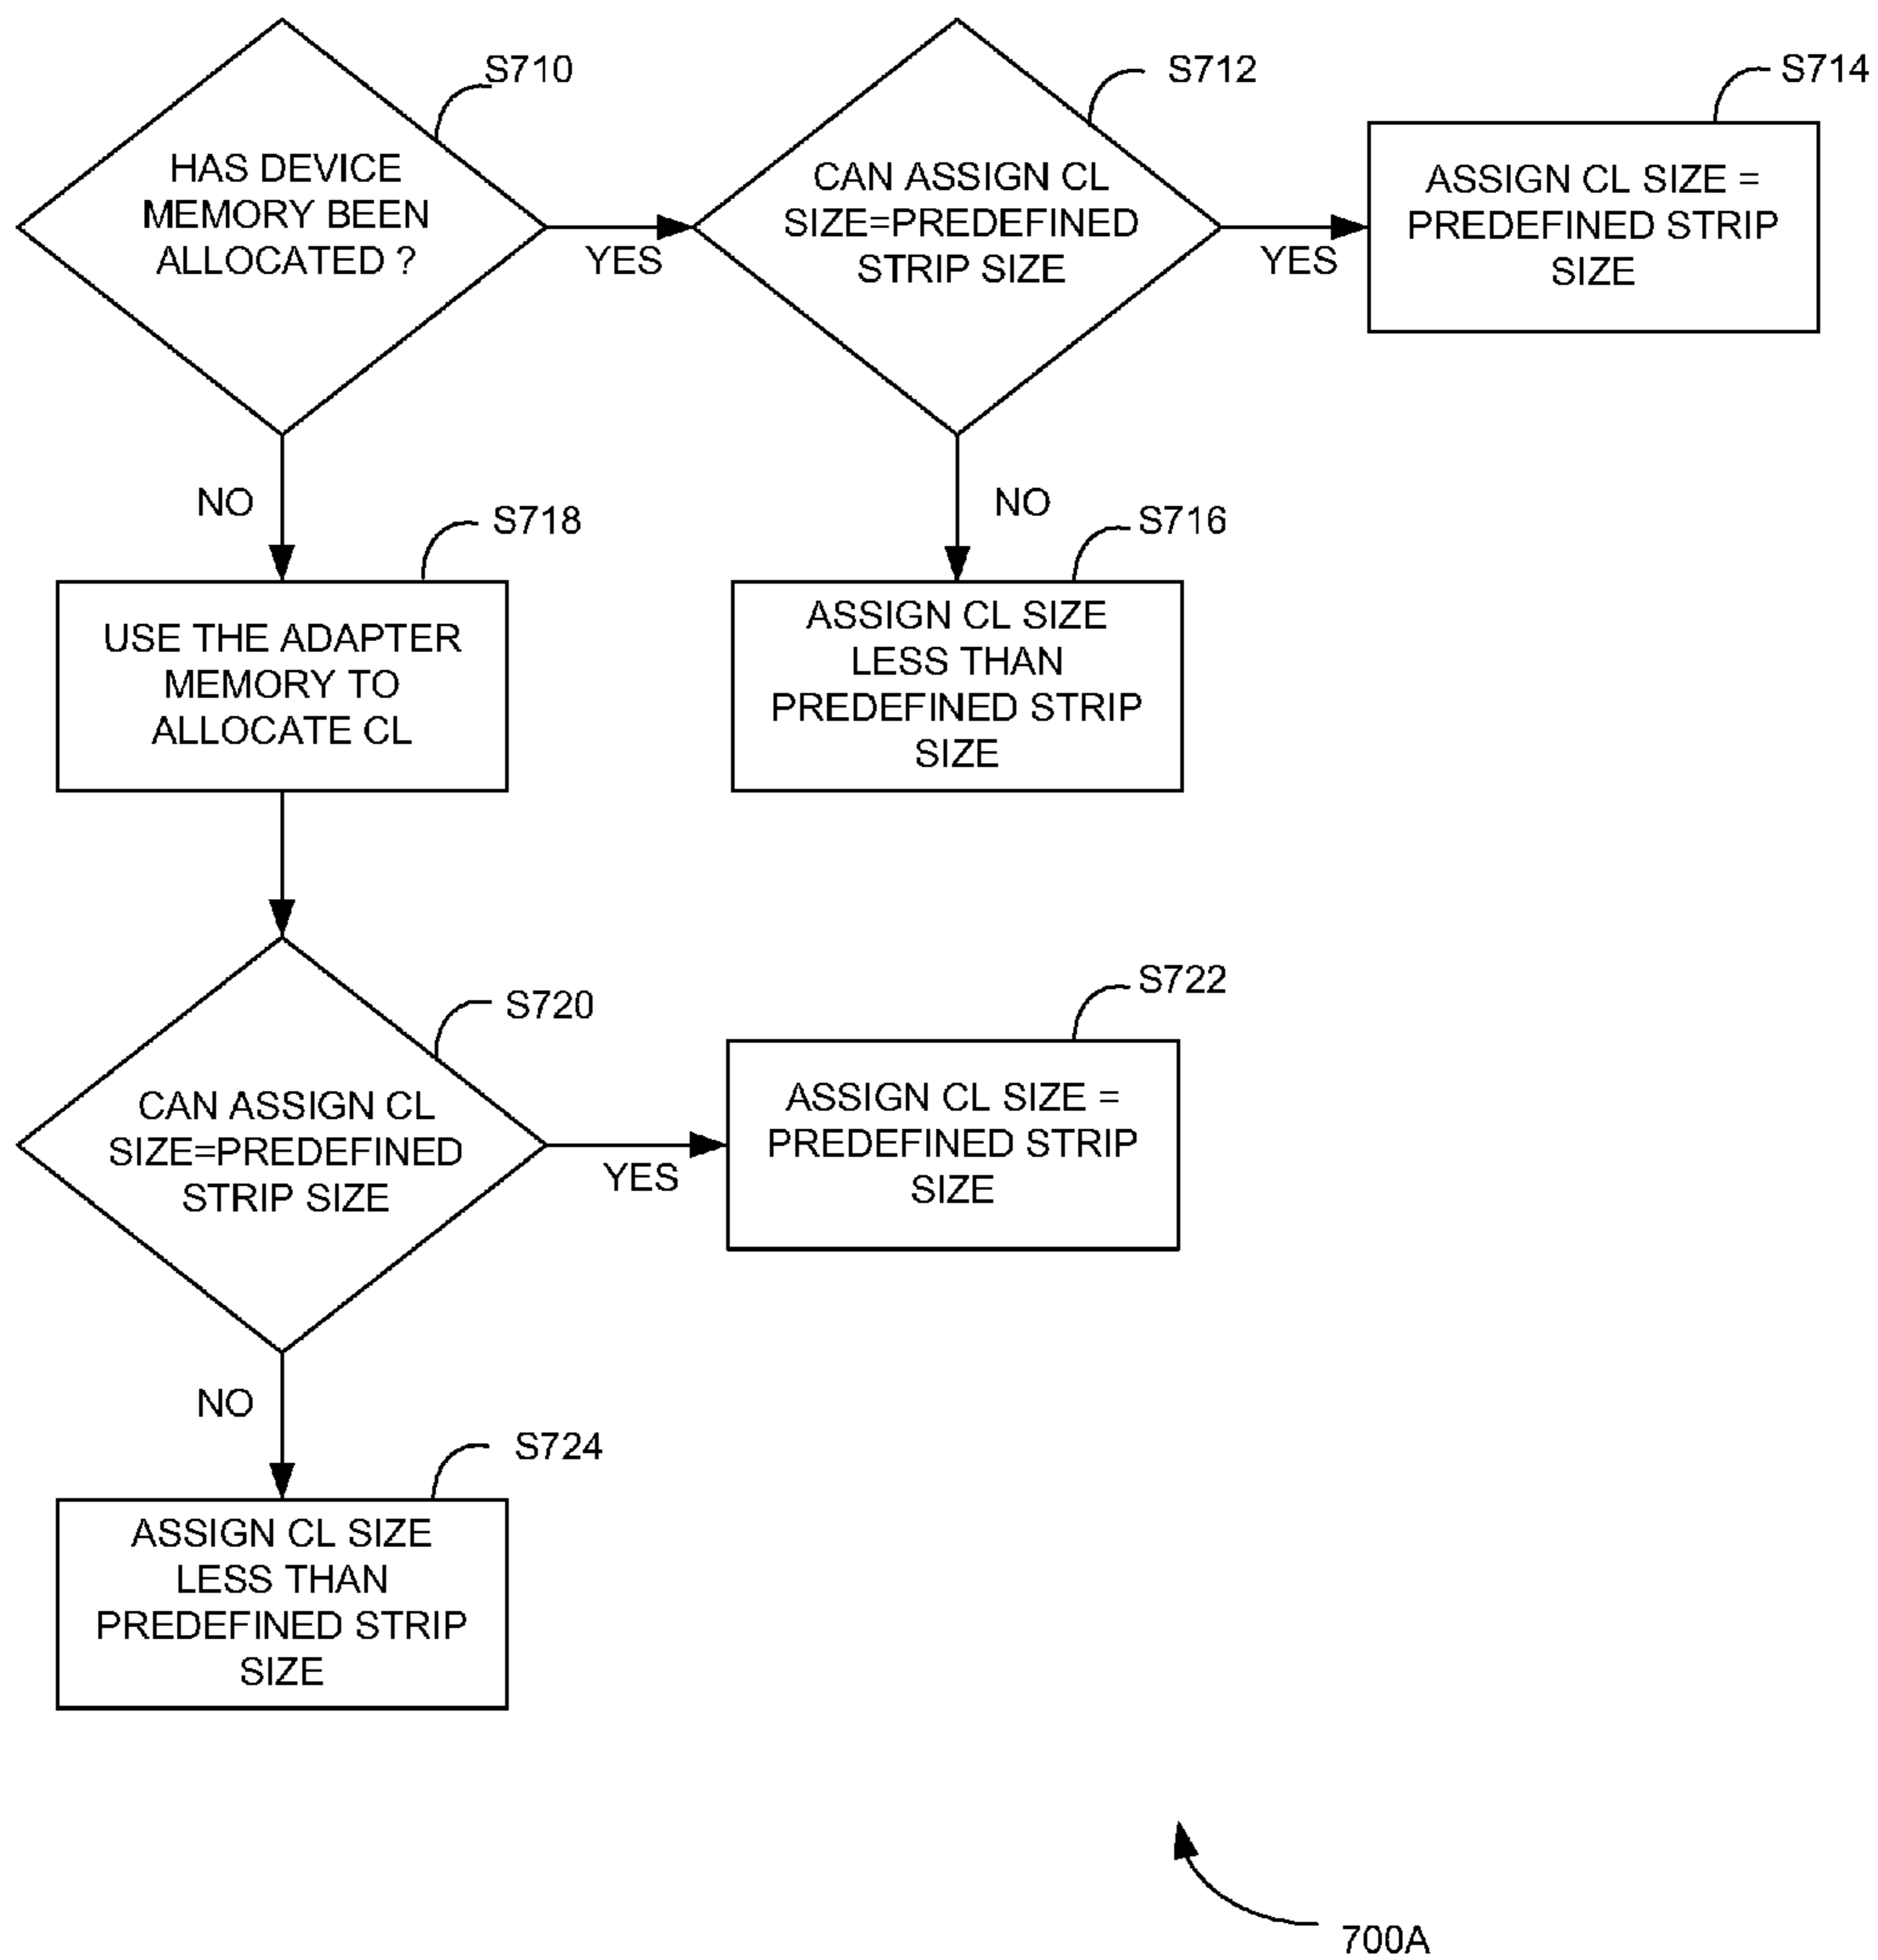 S710
HAS DEVICE
MEMORY BEEN
ALLOCATED ?
YES
S712
CAN ASSIGN CL
SIZE=PREDEFINED
STRIP SIZE
YES
S714
ASSIGN CL SIZE =
PREDEFINED STRIP
SIZE
NO
S718
USE THE ADAPTER
MEMORY TO
ALLOCATE CL
NO
S716
ASSIGN CL SIZE
LESS THAN
PREDEFINED STRIP
SIZE
S720
CAN ASSIGN CL
SIZE=PREDEFINED
STRIP SIZE
YES
S722
ASSIGN CL SIZE =
PREDEFINED STRIP
SIZE
NO
S724
ASSIGN CL SIZE
LESS THAN
PREDEFINED STRIP
SIZE
700A